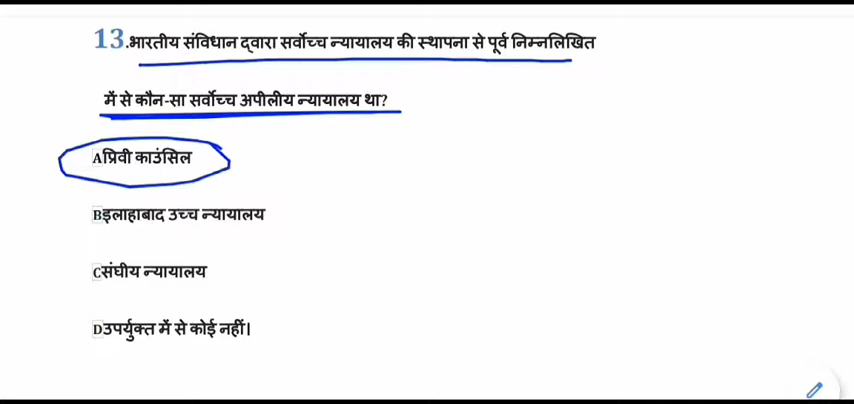 13.भारतीय संविधान द्वारा सर्वोच्च न्यायालय की स्थापना से पूर्व निम्नलिखित
में से कौन-सा सर्वोच्च अपीलीय न्यायालय था?
Aप्रिवी काउंसिल
Bइलाहाबाद उच्च न्यायालय
Cसंघीय न्यायालय
Dउपर्युक्त में से कोई नहीं।